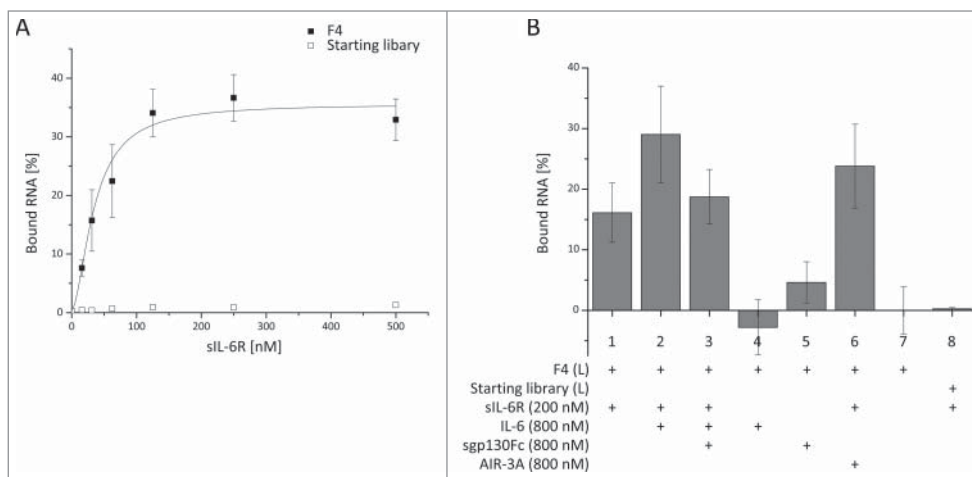 A
F4
Starting libary
40
30
20
10
0
0
100
200
300
400
500
Bound RNA [%]
sIL-6R [nM]
B
40
30
20
10
0
Bound RNA [%]
1 2 3 4 5 6 7 8
F4 (L) + + + + + + +
Starting library (L) +
sIL-6R (200 nM) + + + + +
IL-6 (800 nM) + + +
sgp130Fc (800 nM) + +
AIR-3A (800 nM) +